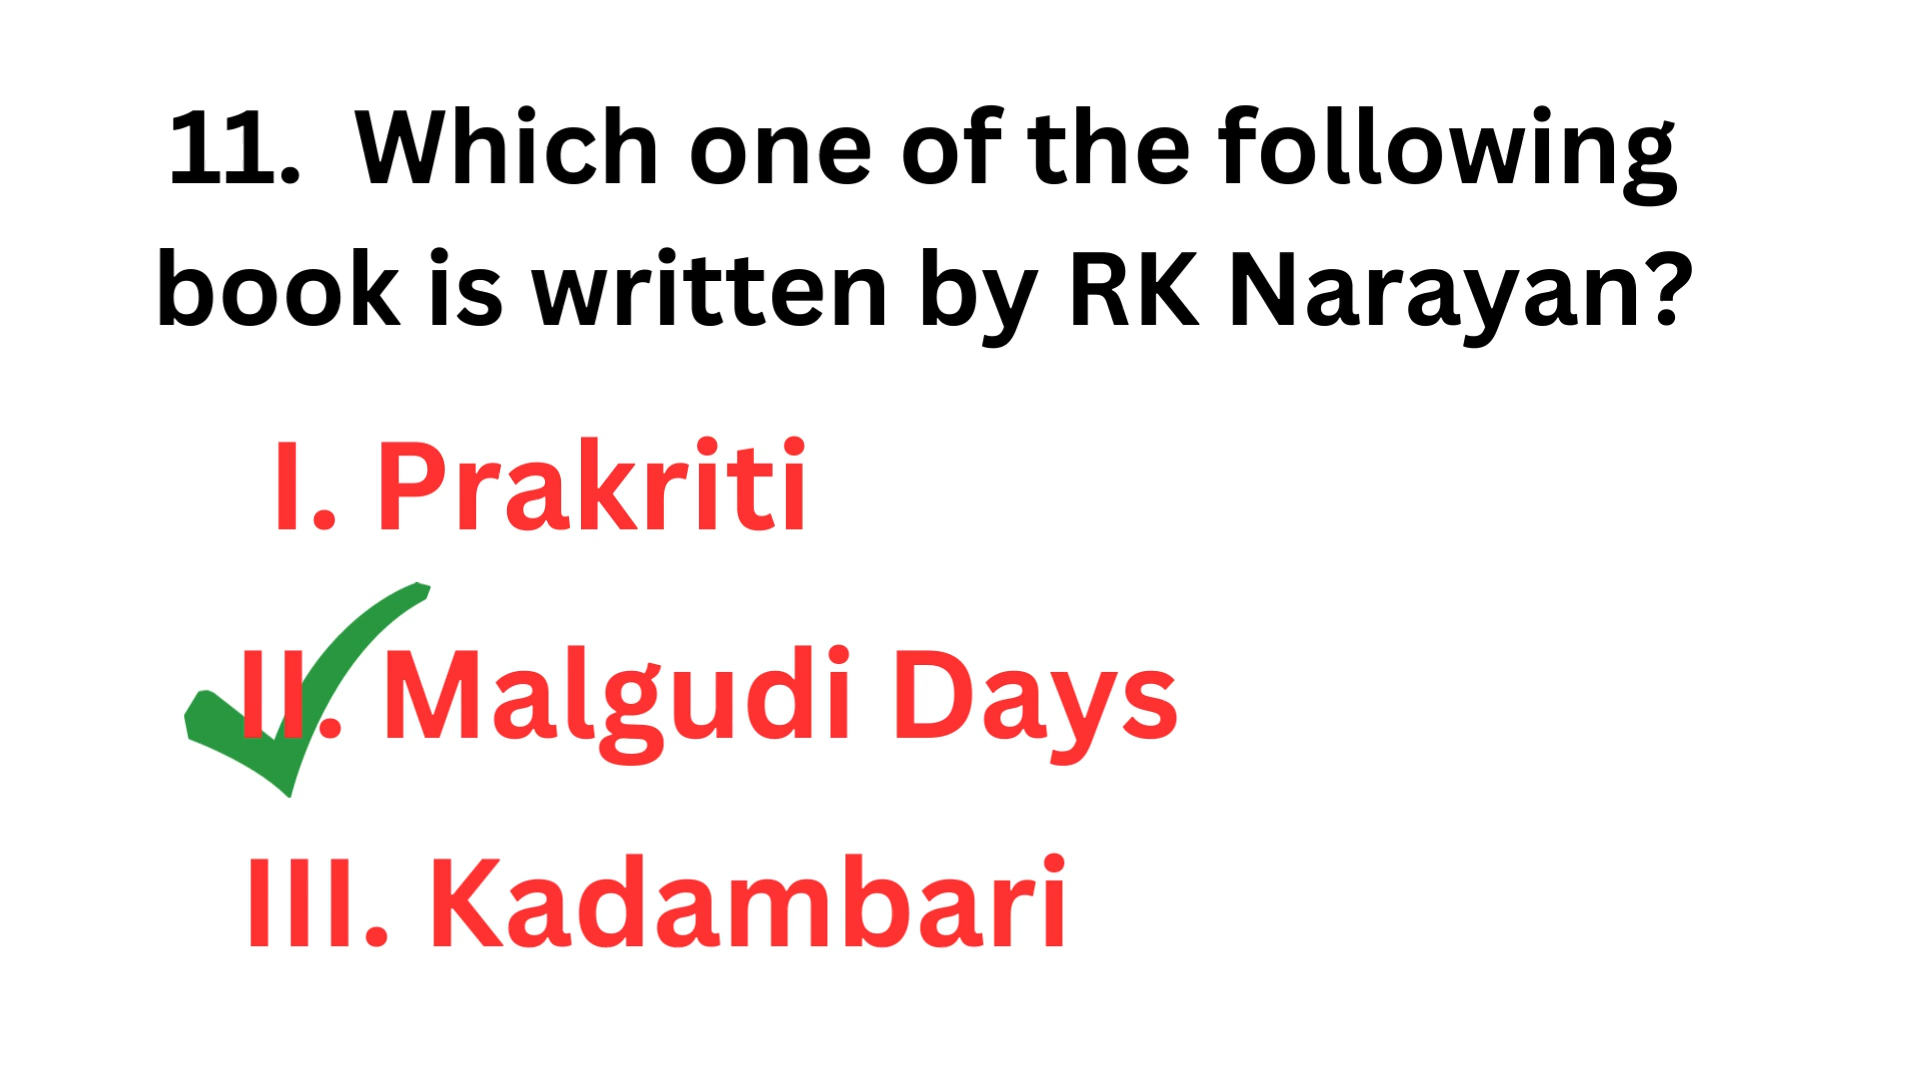 11. Which one of the following
book is written by RK Narayan?
I. Prakriti
II. Malgudi Days
III. Kadambari